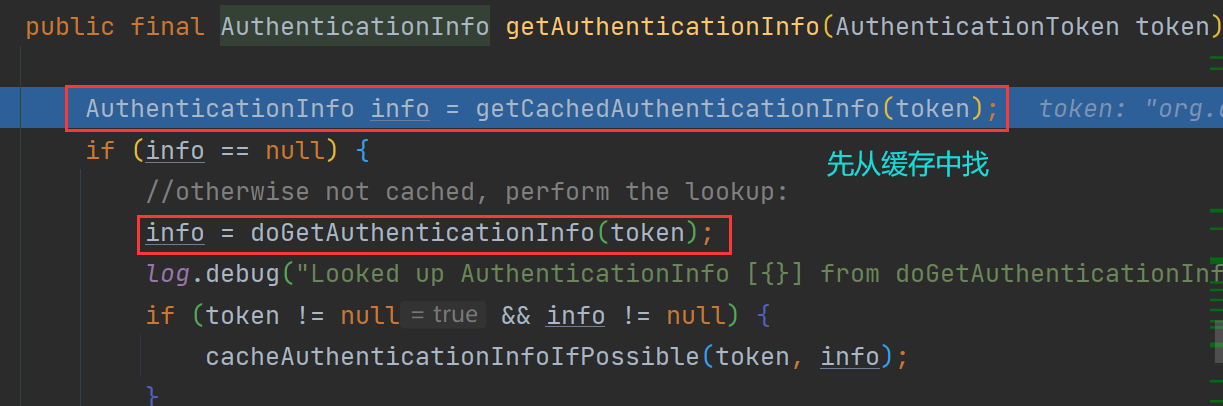 public final AuthenticationInfo getAuthenticationInfo(AuthenticationToken token)
AuthenticationInfo info = getCachedAuthenticationInfo(token); token: "org.
if (info == null) {
先从缓存中找
//otherwise not cached, perform the lookup:
info = doGetAuthenticationInfo(token);
log.debug("Looked up AuthenticationInfo [{}] from doGetAuthenticationInf
if (token != null = true && info != null) {
cacheAuthenticationInfoIfPossible(token, info);
}